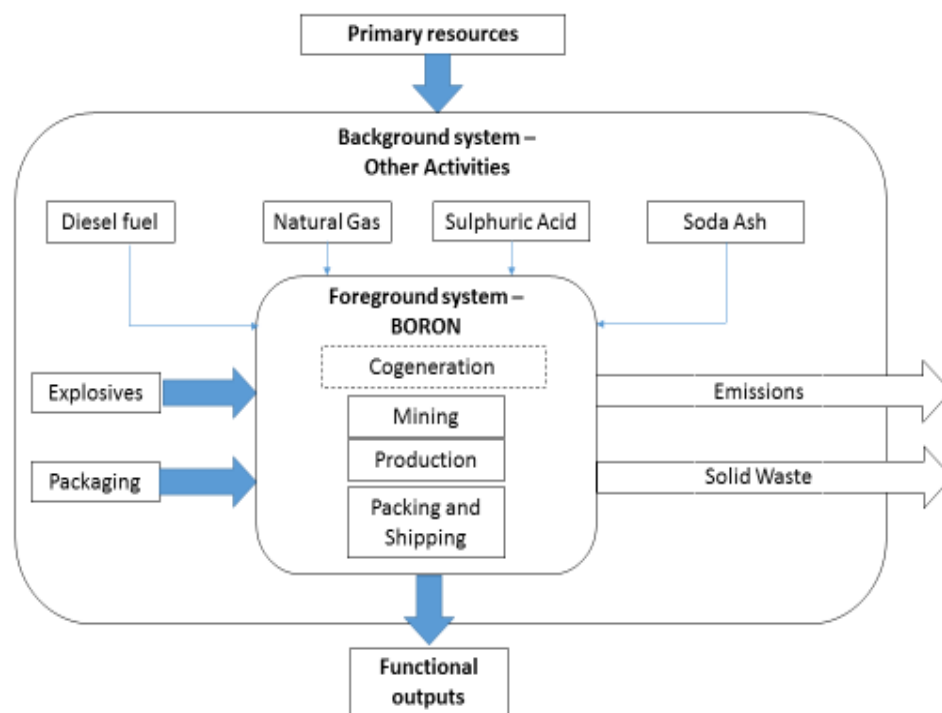 Primary resources
Background system –
Other Activities
Diesel fuel
Natural Gas
Sulphuric Acid
Soda Ash
Foreground system –
BORON
Cogeneration
Explosives
Emissions
Mining
Production
Packaging
Solid Waste
Packing and
Shipping
Functional
outputs